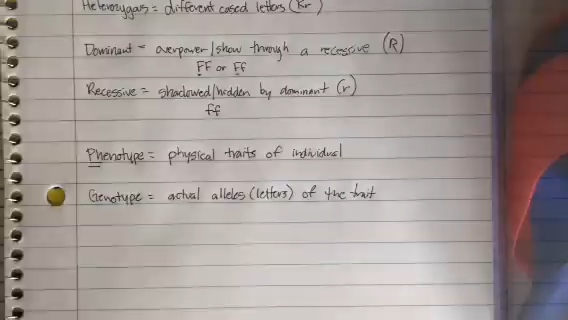 Heterozygous = different cased letters (Rr)
Dominant = overpower/show through a recessive (R)
FF or Ff
Recessive = shadowed/hidden by dominant (r)
ff
Phenotype = physical traits of individual
Genotype = actual alleles (letters) of the trait